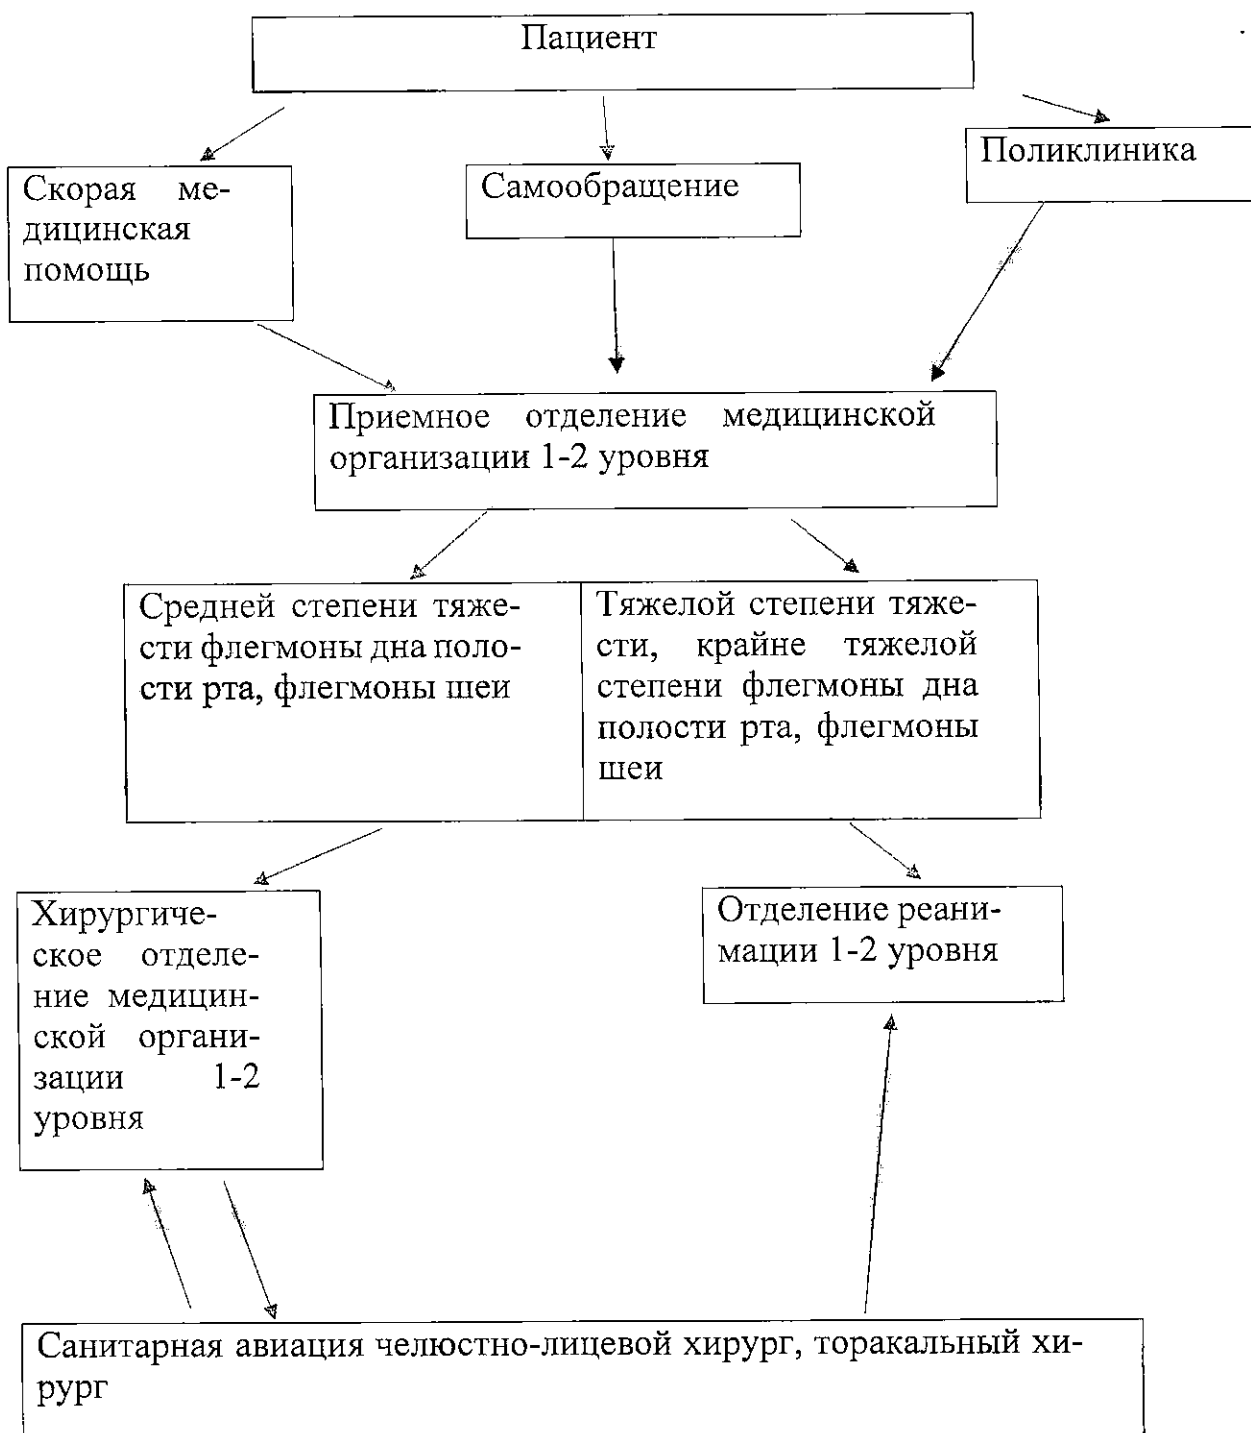 Пациент
Скорая ме-
дицинская
помощь
Самообращение
Поликлиника
Приемное отделение медицинской
организации 1-2 уровня
Средней степени тяже-
сти флегмоны дна поло-
сти рта, флегмоны шеи
Тяжелой степени тяже-
сти, крайне тяжелой
степени флегмоны дна
полости рта, флегмоны
шеи
Хирургиче-
ское отделе-
ние медицин-
ской органи-
зации 1-2
уровня
Отделение реани-
мации 1-2 уровня
Санитарная авиация челюстно-лицевой хирург, торакальный хи-
рург